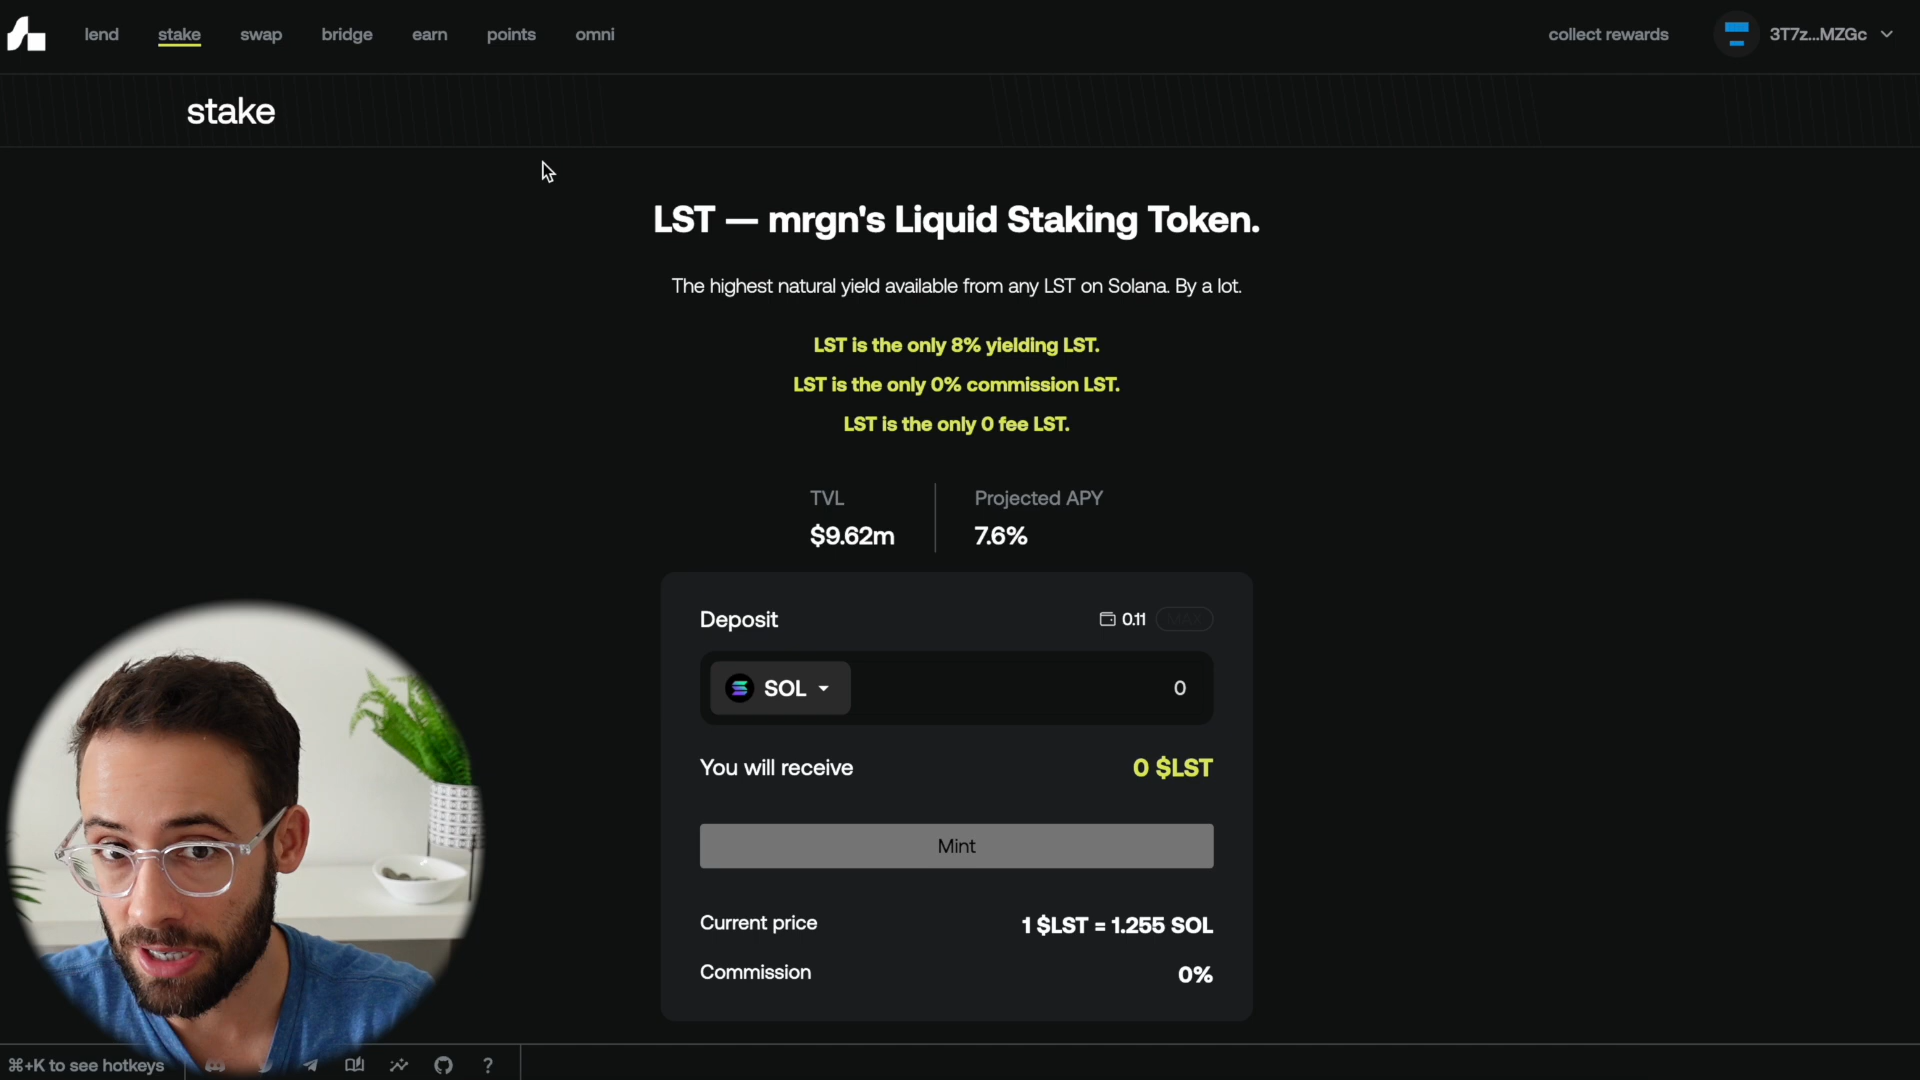 lend stake swap bridge earn points omni collect rewards 3T7z...MZGc
stake
LST — mrgn's Liquid Staking Token.
The highest natural yield available from any LST on Solana. By a lot.
LST is the only 8% yielding LST.
LST is the only 0% commission LST.
LST is the only 0 fee LST.
TVL Projected APY
$9.62m 7.6%
Deposit 0.11 MAX
SOL 0
You will receive 0 $LST
Mint
Current price 1 $LST = 1.255 SOL
Commission 0%
⌘+K to see hotkeys ?